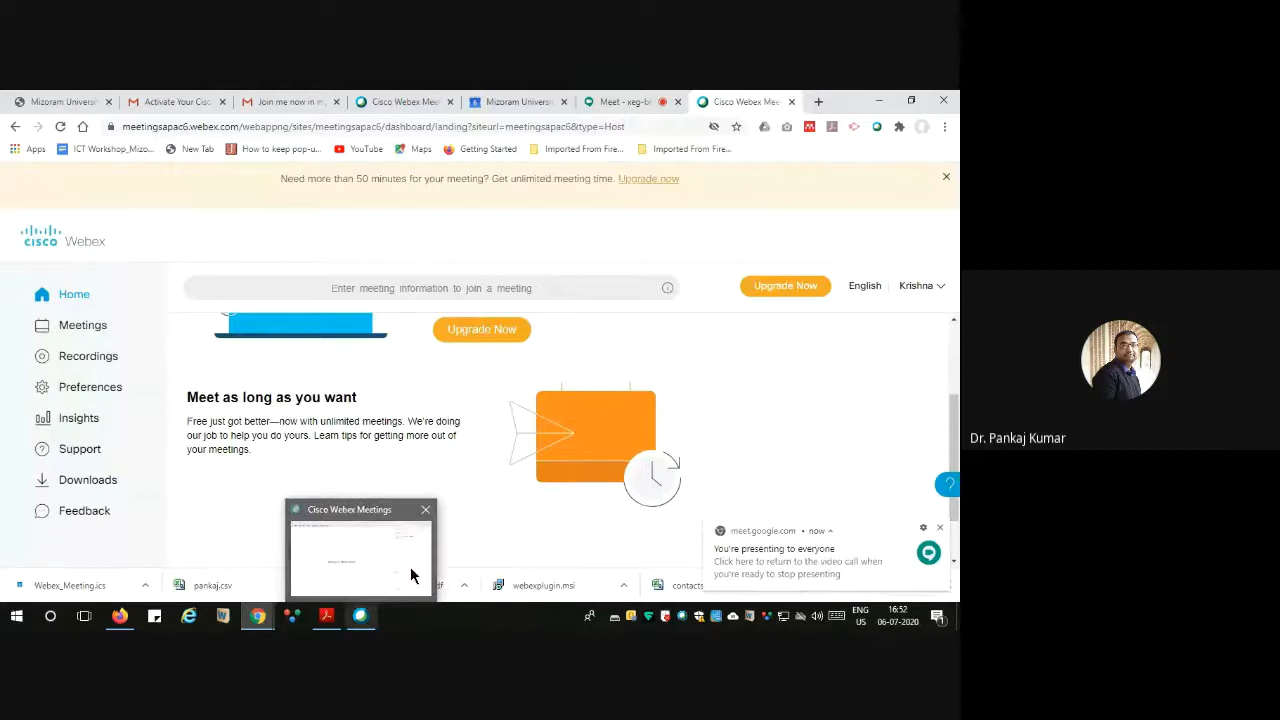 Mizoram Universi
Activate Your Cisc
Join me now in m
Cisco Webex Mee
Mizoram Universi
Meet - xeg-b
Cisco Webex Mee
meetingsapac6.webex.com/webappng/sites/meetingsapac6/dashboard/landing?siteurl=meetingsapac6&type=Host
Apps
ICT Workshop_Mizo...
New Tab
How to keep pop-u...
YouTube
Maps
Getting Started
Imported From Fire...
Imported From Fire...
Need more than 50 minutes for your meeting? Get unlimited meeting time. Upgrade now
CISCO Webex
Enter meeting information to join a meeting
Upgrade Now
English
Krishna
Home
Meetings
Recordings
Preferences
Insights
Support
Downloads
Feedback
Upgrade Now
Meet as long as you want
Free just got better—now with unlimited meetings. We're doing
our job to help you do yours. Learn tips for getting more out of
your meetings.
?
Cisco Webex Meetings
meet.google.com • now
You're presenting to everyone
Click here to return to the video call when
you're ready to stop presenting
Webex_Meeting.ics
pankaj.csv
df
webexplugin.msi
contacts
ENG
US
16:52
06-07-2020
1
Dr. Pankaj Kumar